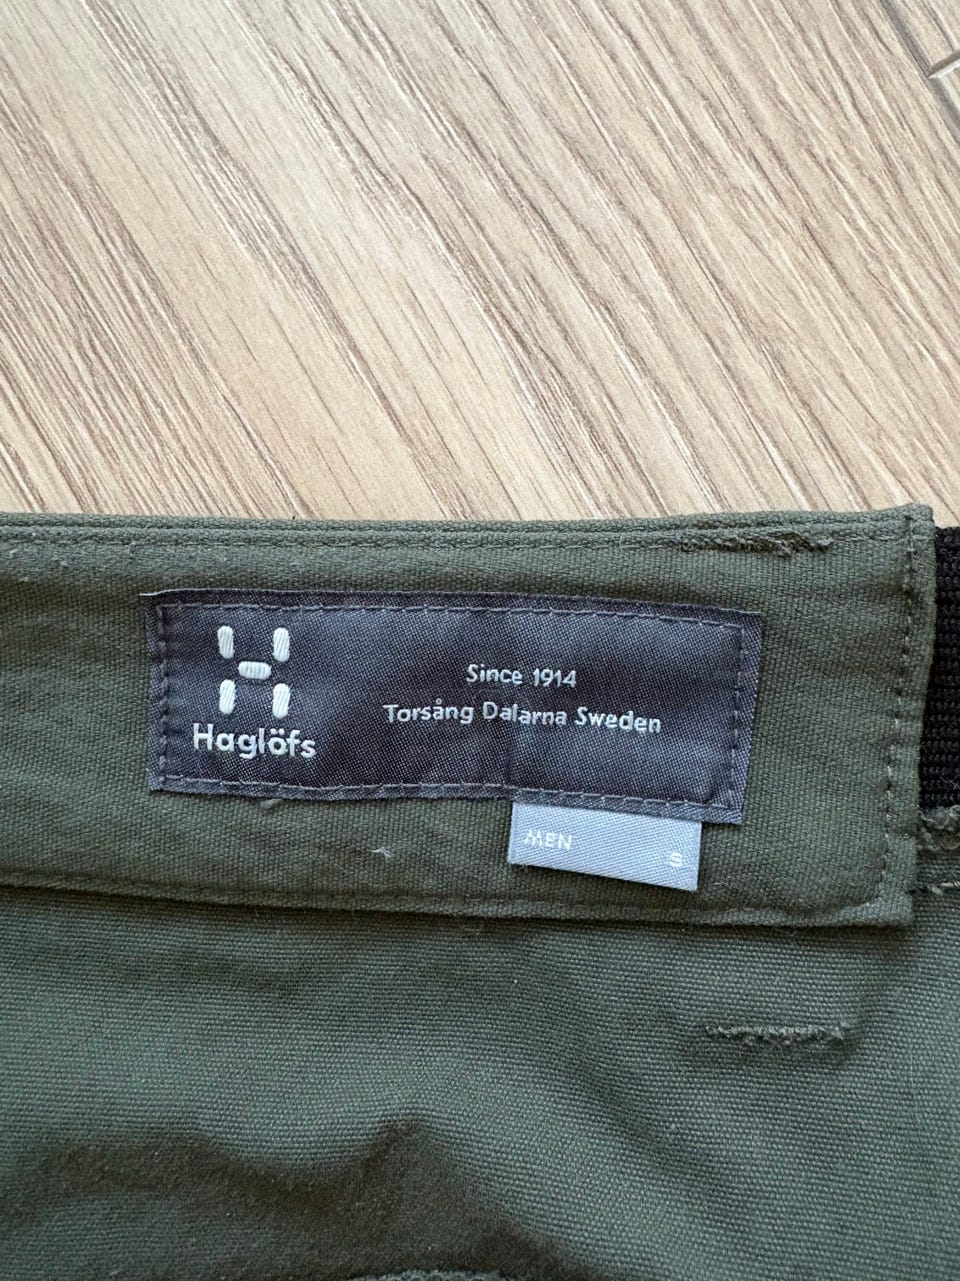 Haglöfs
Since 1914
Torsång Dalarna Sweden
MEN S